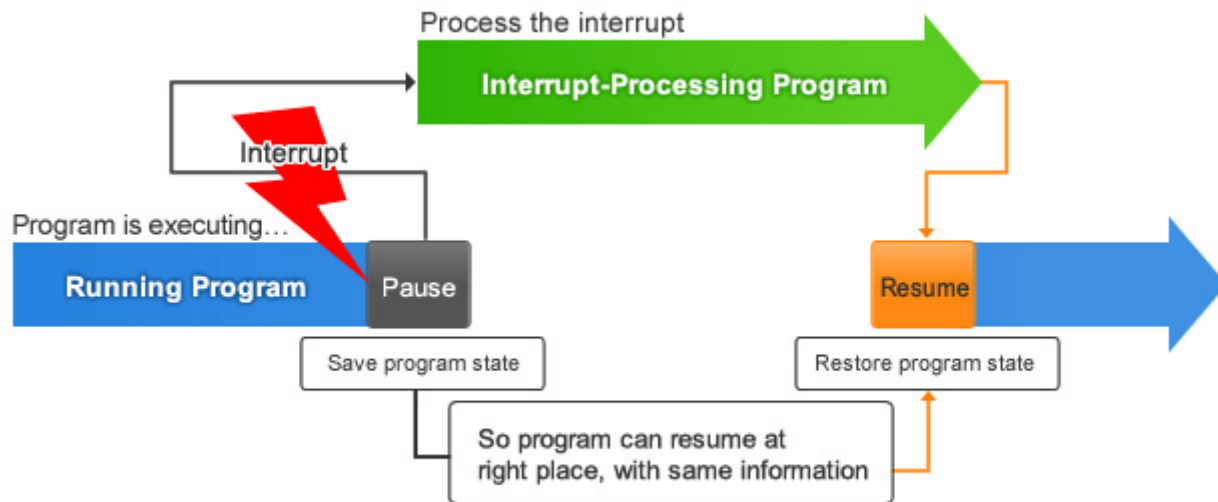 Process the interrupt
Interrupt-Processing Program
Interrupt
Program is executing...
Running Program
Pause
Resume
Save program state
Restore program state
So program can resume at
right place, with same information